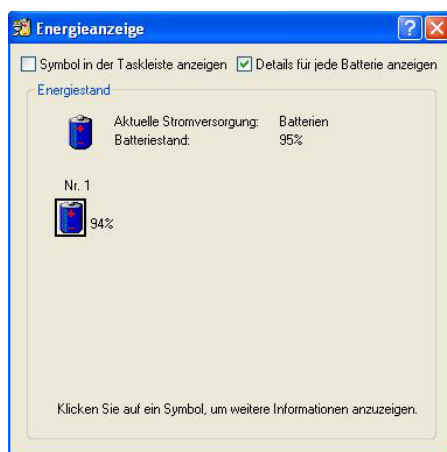 Energieanzeige
Symbol in der Taskleiste anzeigen Details für jede Batterie anzeigen
Energiestand
Aktuelle Stromversorgung: Batterien
Batteriestand: 95%
Nr. 1
94%
Klicken Sie auf ein Symbol, um weitere Informationen anzuzeigen.